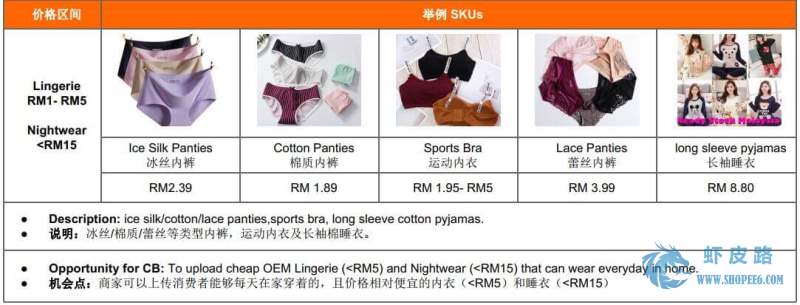 价格区间
举例 SKUs
Lingerie
RM1- RM5
Nightwear
<RM15
Ready Stock Malaysia
Ice Silk Panties
冰丝内裤
Cotton Panties
棉质内裤
Sports Bra
运动内衣
Lace Panties
蕾丝内裤
long sleeve pyjamas
长袖睡衣
RM2.39
RM 1.89
RM 1.95- RM5
RM 3.99
RM 8.80
● Description: ice silk/cotton/lace panties,sports bra, long sleeve cotton pyjamas.
● 说明：冰丝/棉质/蕾丝等类型内裤，运动内衣及长袖棉睡衣。
● Opportunity for CB: To upload cheap OEM Lingerie (<RM5) and Nightwear (<RM15) that can wear everyday in home.
● 机会点：商家可以上传消费者能够每天在家穿着的，且价格相对便宜的内衣（<RM5）和睡衣（<RM15）
虾皮路
WWW.SHOPEE6.COM